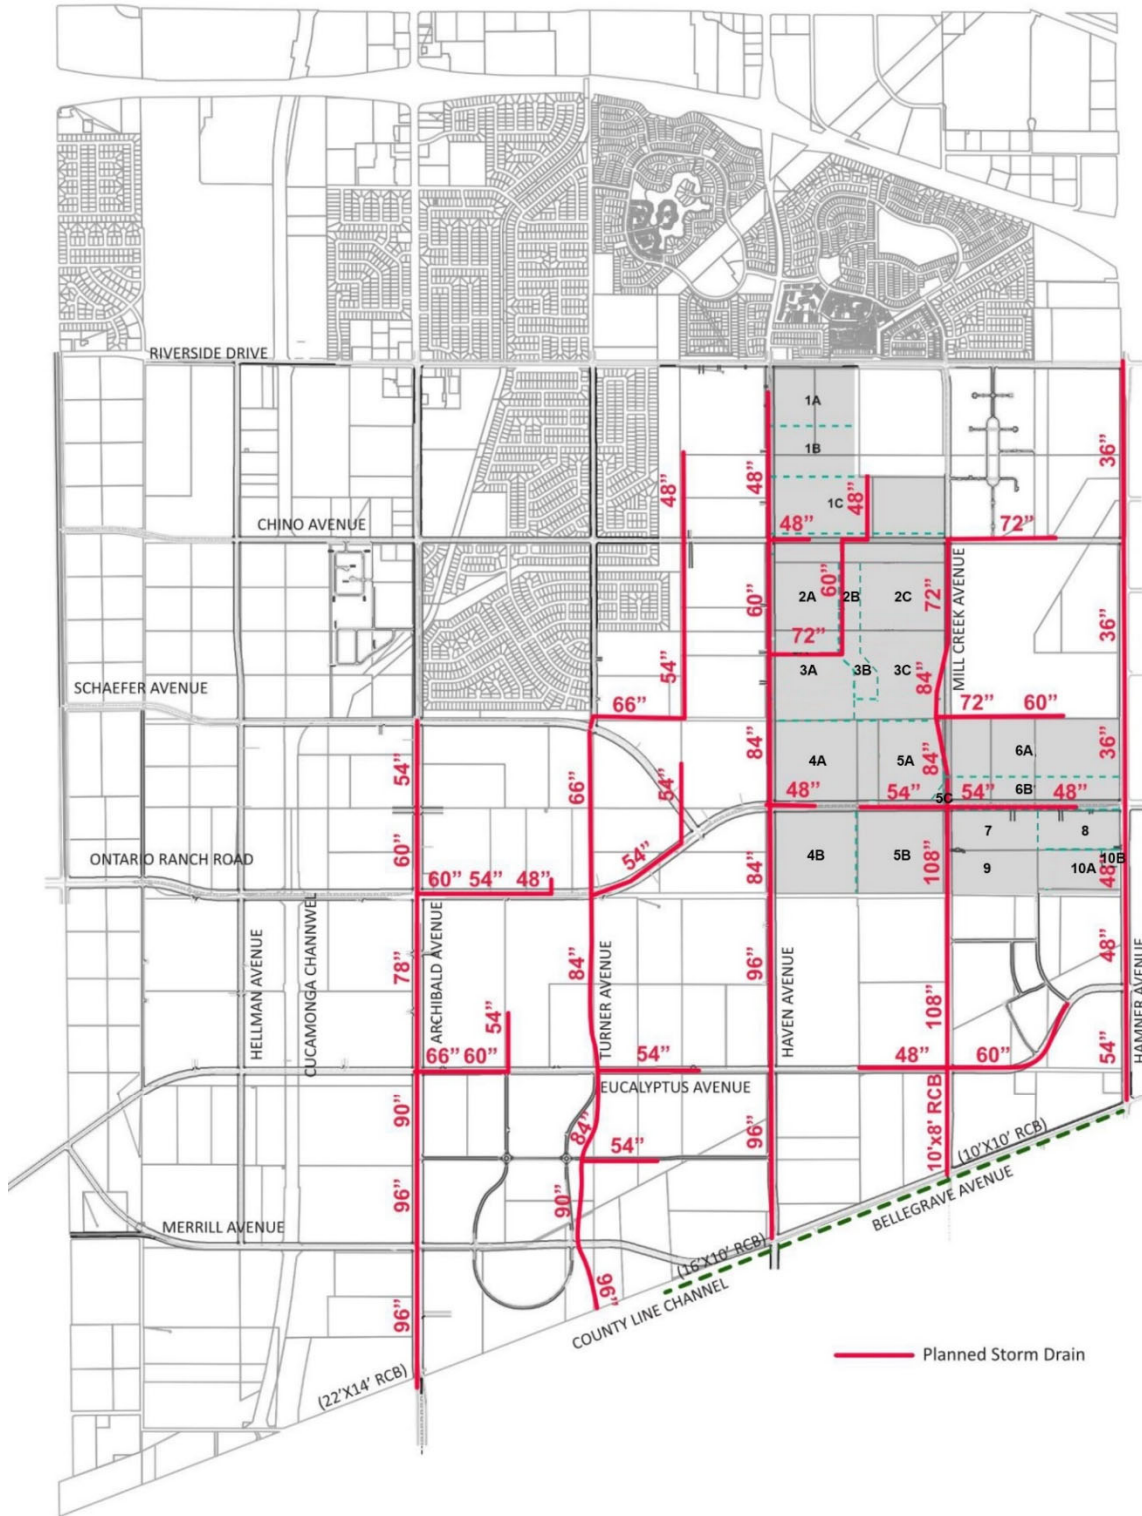 RIVERSIDE DRIVE
1A
1B
36”
48”
48”
1C
48”
CHINO AVENUE
48”
72”
2A
60”
2B
2C
72”
MILL CREEK AVENUE
60”
36”
72”
54”
3A
3B
3C
84”
SCHAEFER AVENUE
66”
72”
60”
54”
84”
4A
5A
84”
6A
36”
66”
54”
48”
54”
5C
54”
6B
48”
7
8
ONTARIO RANCH ROAD
60”
54”
84”
4B
5B
108”
9
10A
10B
48”
60”
54”
48”
HELLMAN AVENUE
CUCAMONGA CHANNWEL
78”
ARCHIBALD AVENUE
84”
TURNER AVENUE
96”
HAVEN AVENUE
108”
48”
HAMNER AVENUE
54”
66”
60”
54”
48”
60”
54”
EUCALYPTUS AVENUE
90”
84”
54”
96”
10’x8’ RCB
(10’X10’ RCB)
BELLEGRAVE AVENUE
96”
90”
MERRILL AVENUE
(16’X10’ RCB)
96”
96”
COUNTY LINE CHANNEL
(22’X14’ RCB)
Planned Storm Drain